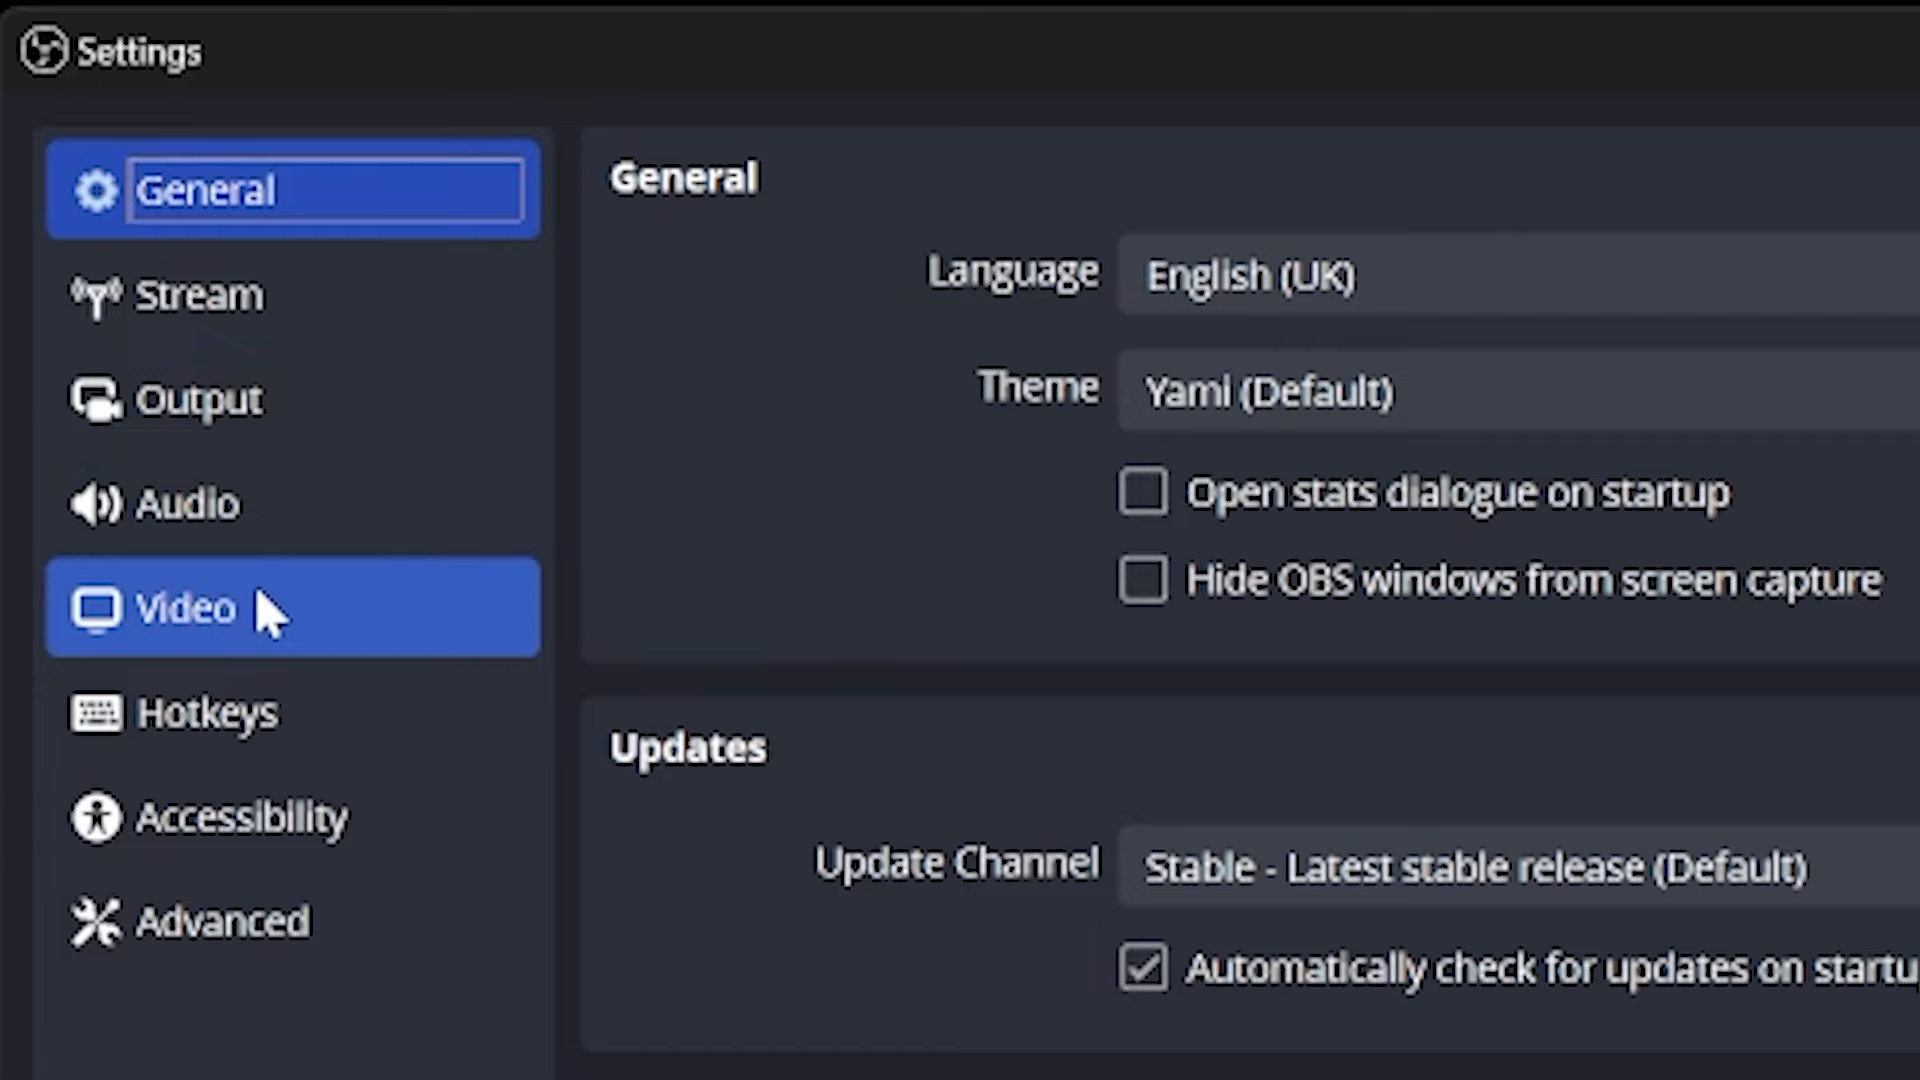 Settings
General
Stream
Output
Audio
Video
Hotkeys
Accessibility
Advanced
General
Language English (UK)
Theme Yami (Default)
Open stats dialogue on startup
Hide OBS windows from screen capture
Updates
Update Channel Stable - Latest stable release (Default)
Automatically check for updates on startu